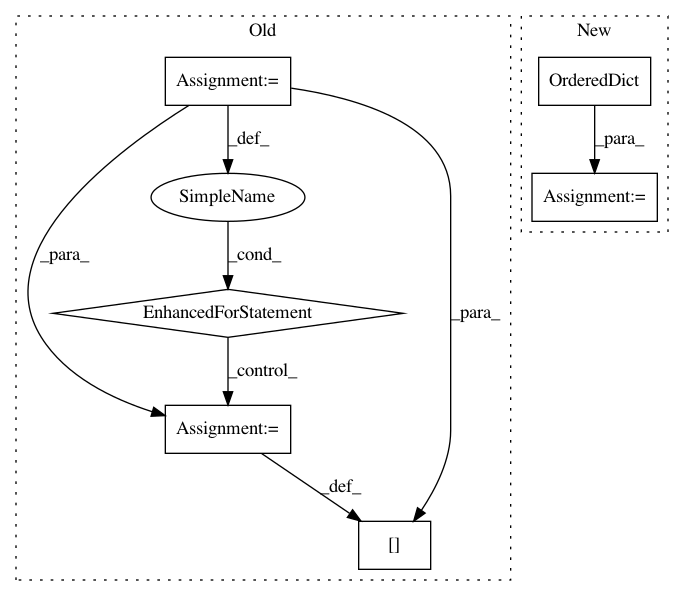 Old
New
Assignment:=
OrderedDict
_def_
_para_
SimpleName
Assignment:=
_para_
_cond_
EnhancedForStatement
_para_
_control_
Assignment:=
_def_
[]